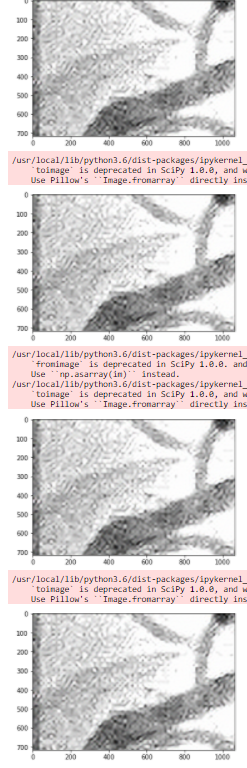 0
100
200
300
400
500
600
700
0 200 400 600 800 1000
/usr/local/lib/python3.6/dist-packages/ipykernel_
`toimage` is deprecated in SciPy 1.0.0, and w
Use Pillow's ``Image.fromarray`` directly ins
0
100
200
300
400
500
600
700
0 200 400 600 800 1000
/usr/local/lib/python3.6/dist-packages/ipykernel_
`fromimage` is deprecated in SciPy 1.0.0. and
Use ``np.asarray(im)`` instead.
/usr/local/lib/python3.6/dist-packages/ipykernel_
`toimage` is deprecated in SciPy 1.0.0, and w
Use Pillow's ``Image.fromarray`` directly ins
0
100
200
300
400
500
600
700
0 200 400 600 800 1000
/usr/local/lib/python3.6/dist-packages/ipykernel_
`toimage` is deprecated in SciPy 1.0.0, and w
Use Pillow's ``Image.fromarray`` directly ins
0
100
200
300
400
500
600
700
0 200 400 600 800 1000